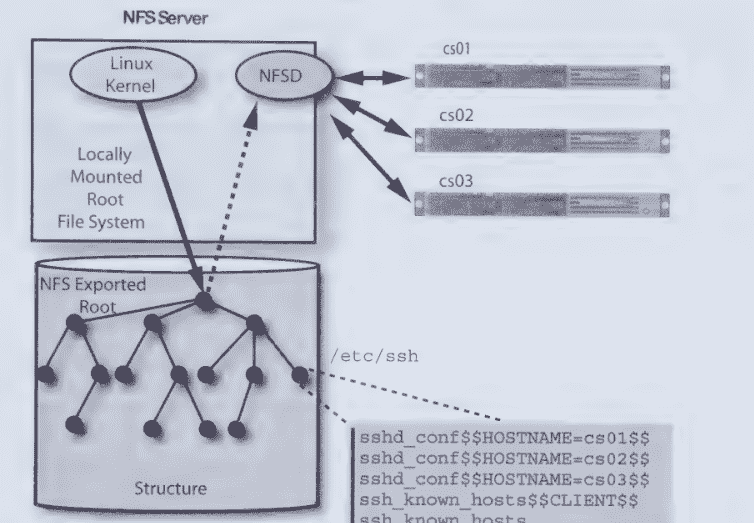 NFS Server
Linux
Kernel
NFSD
cs01
cs02
cs03
Locally
Mounted
Root
File System
NFS Exported
Root
/etc/ssh
sshd_conf$$HOSTNAME=cs01$$
sshd_conf$$HOSTNAME=cs02$$
sshd_conf$$HOSTNAME=cs03$$
ssh_known_hosts$$CLIENT$$
ssh_known_hosts
Structure